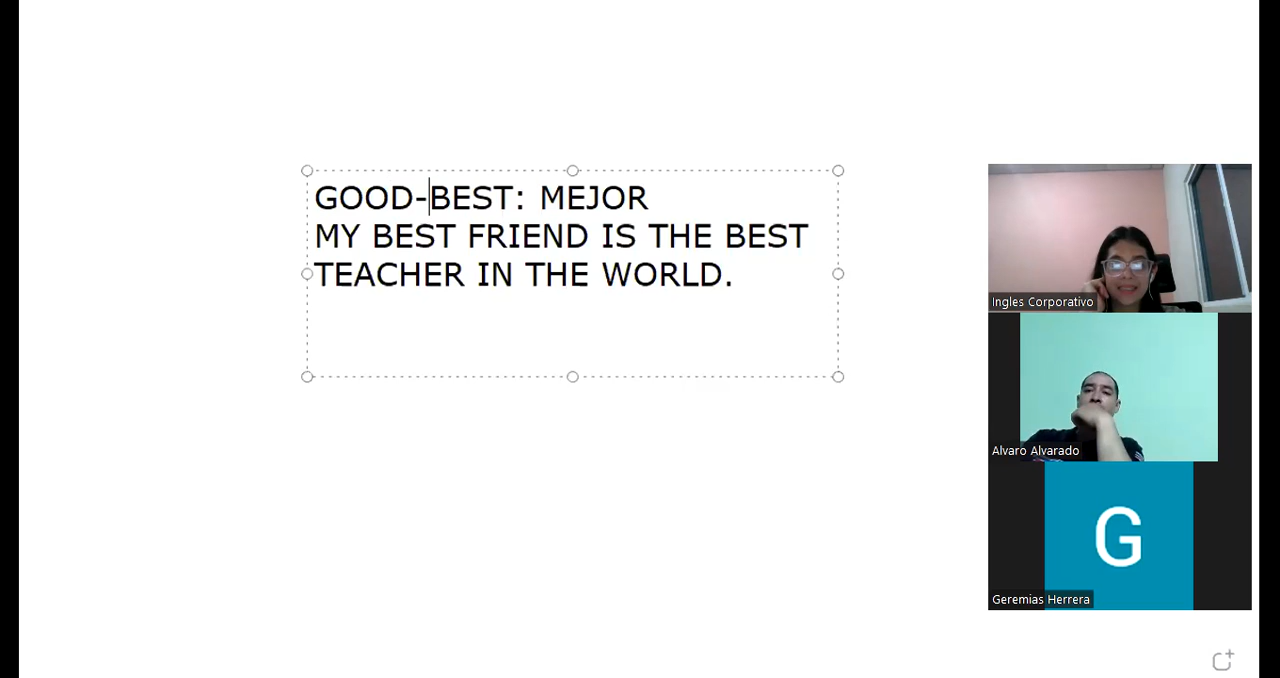 GOOD-BEST: MEJOR
MY BEST FRIEND IS THE BEST
TEACHER IN THE WORLD.
Ingles Corporativo
Alvaro Alvarado
G
Geremias Herrera